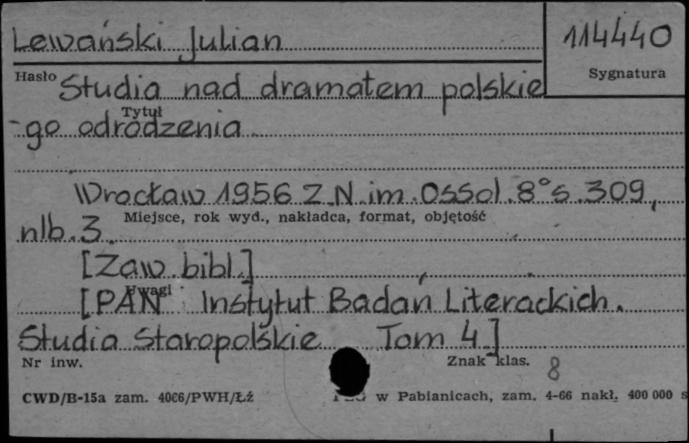 Lewański Julian
114440
Hasło
Sygnatura
Studia nad dramatem polskie
Tytuł
-go odrodzenia
Wrocław 1956 Z.N.im.Ossol.8°s.309,
Miejsce, rok wyd., nakładca, format, objętość
nlb.3.
[Zaw.bibl.]
Uwagi
[PAN Instytut Badań Literackich.
Studia Staropolskie Tom 4.]
Nr inw.
Znak klas. 8
CWD/B-15a zam. 4066/PWH/Łż w Pabianicach, zam. 4-66 nakł. 400 000 s